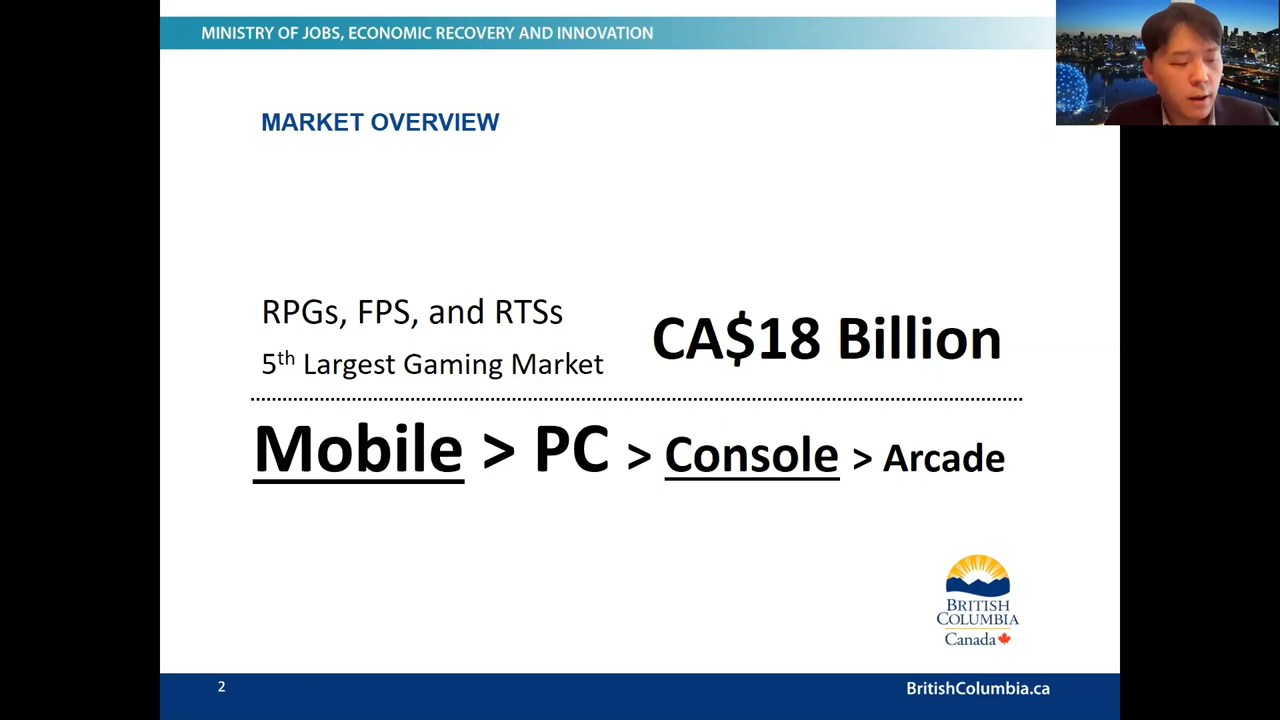 MINISTRY OF JOBS, ECONOMIC RECOVERY AND INNOVATION
MARKET OVERVIEW
RPGs, FPS, and RTSs
5th Largest Gaming Market
CA$18 Billion
Mobile > PC > Console > Arcade
BRITISH
COLUMBIA
Canada
2
BritishColumbia.ca